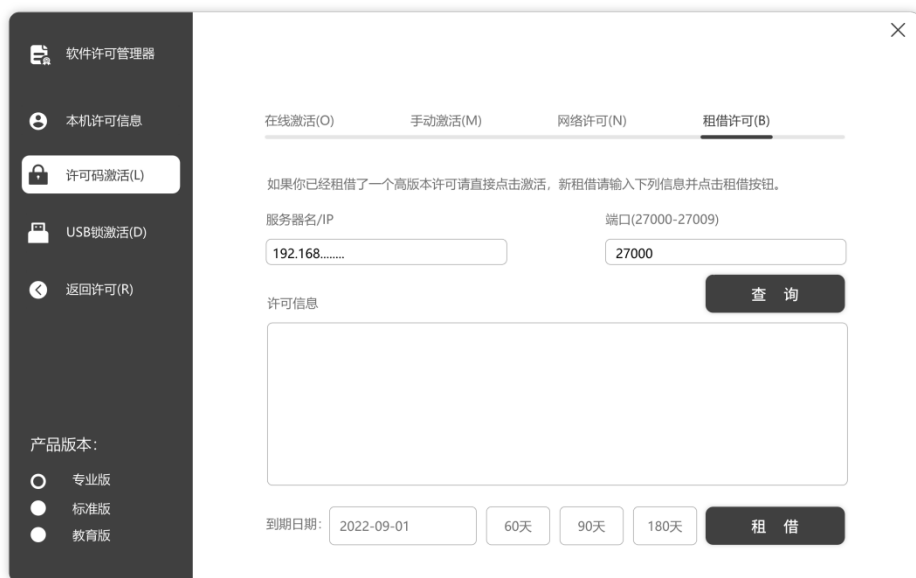 软件许可管理器
本机许可信息
许可码激活(L)
USB锁激活(D)
返回许可(R)
产品版本：
专业版
标准版
教育版
在线激活(O) 手动激活(M) 网络许可(N) 租借许可(B)
如果你已经租借了一个高版本许可请直接点击激活，新租借请输入下列信息并点击租借按钮。
服务器名/IP 端口(27000-27009)
192.168........ 27000
查 询
许可信息
到期日期： 2022-09-01 60天 90天 180天 租 借